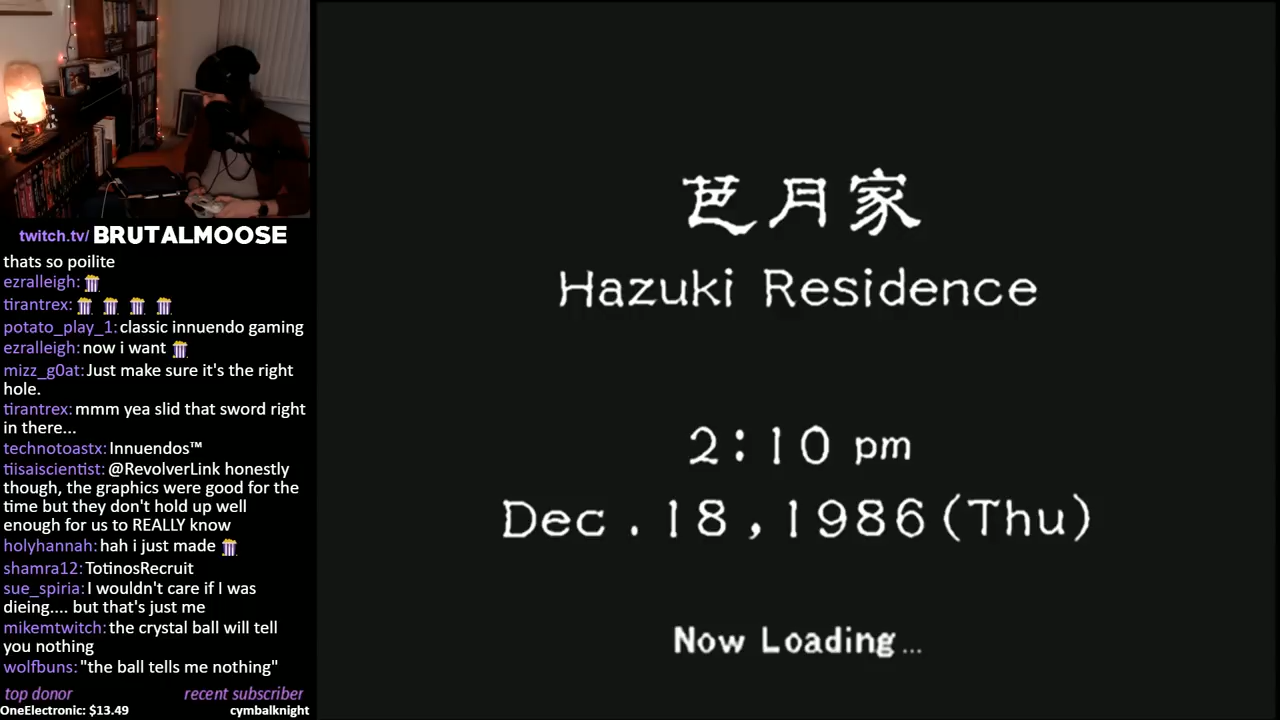 twitch.tv/ BRUTALMOOSE
thats so poilite
ezralleigh:
tirantrex:
potato_play_1: classic innuendo gaming
ezralleigh: now i want
mizz_g0at: Just make sure it's the right
hole.
tirantrex: mmm yea slid that sword right
in there...
technotoastx: Innuendos™
tiisaiscientist: @RevolverLink honestly
though, the graphics were good for the
time but they don't hold up well
enough for us to REALLY know
holyhannah: hah i just made
shamra12: TotinosRecruit
sue_spiria: I wouldn't care if I was
dieing.... but that's just me
mikemtwitch: the crystal ball will tell
you nothing
wolfbuns: "the ball tells me nothing"
top donor recent subscriber
OneElectronic: $13.49 cymbalknight
芭月家
Hazuki Residence
2:10 pm
Dec.18,1986(Thu)
Now Loading...